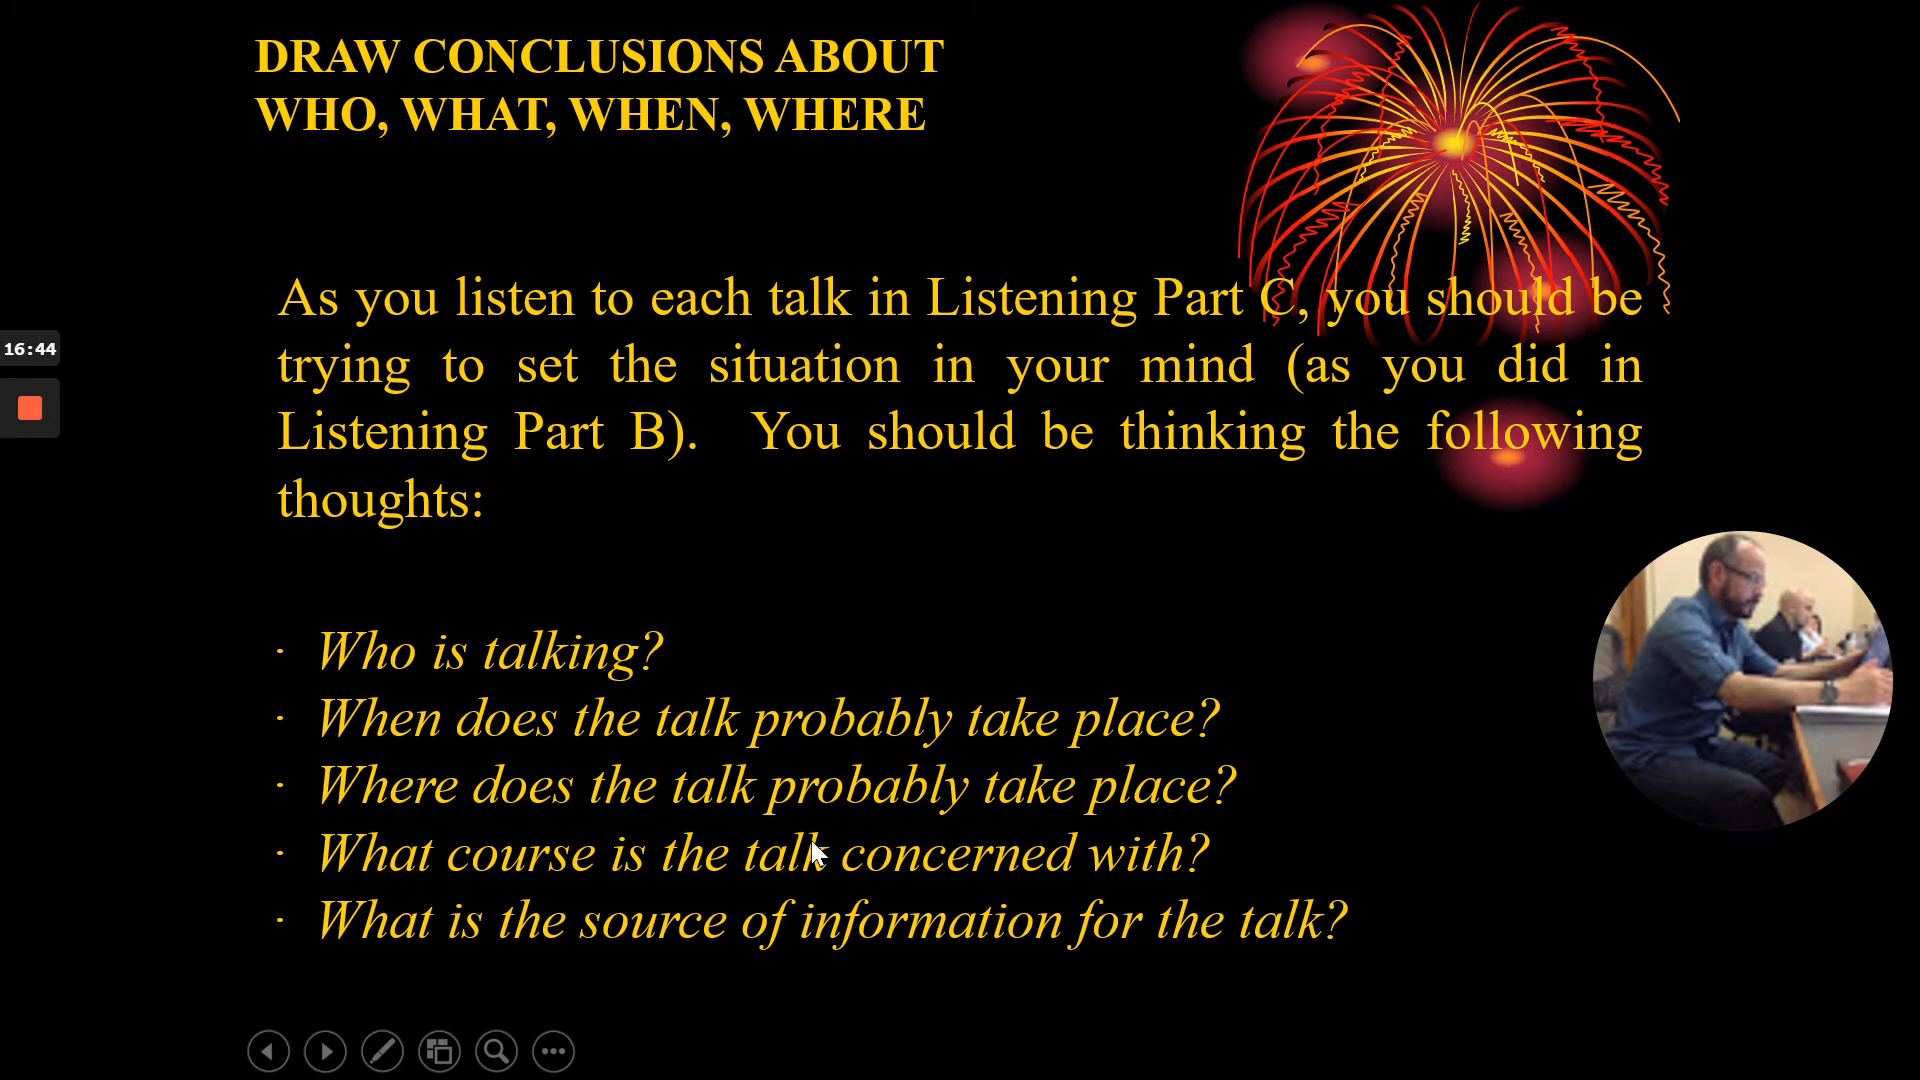 DRAW CONCLUSIONS ABOUT
WHO, WHAT, WHEN, WHERE
As you listen to each talk in Listening Part C, you should be
trying to set the situation in your mind (as you did in
Listening Part B). You should be thinking the following
thoughts:
16:44
· Who is talking?
· When does the talk probably take place?
· Where does the talk probably take place?
· What course is the talk concerned with?
· What is the source of information for the talk?